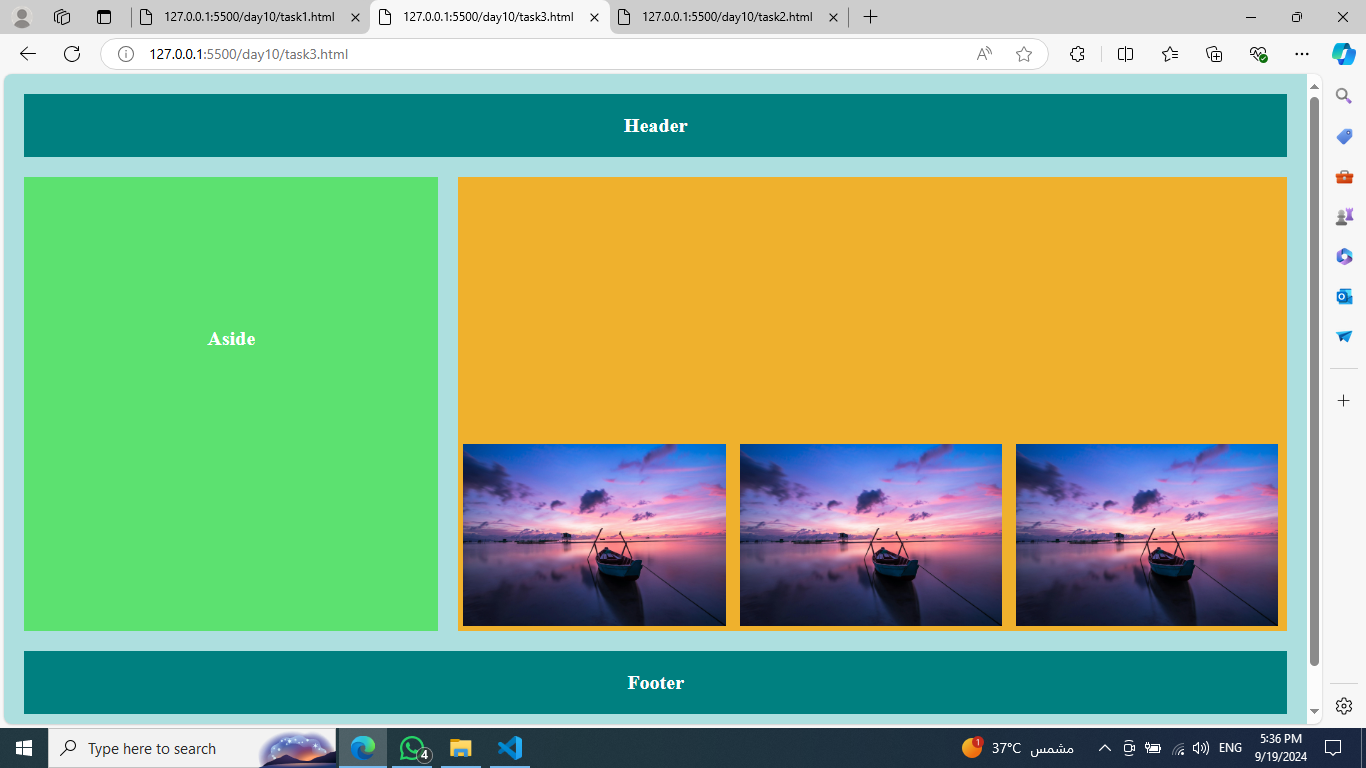 127.0.0.1:5500/day10/task1.html
127.0.0.1:5500/day10/task3.html
127.0.0.1:5500/day10/task2.html
127.0.0.1:5500/day10/task3.html
Header
Aside
Footer
Type here to search
4
1
37°C مشمس
ENG
5:36 PM
9/19/2024